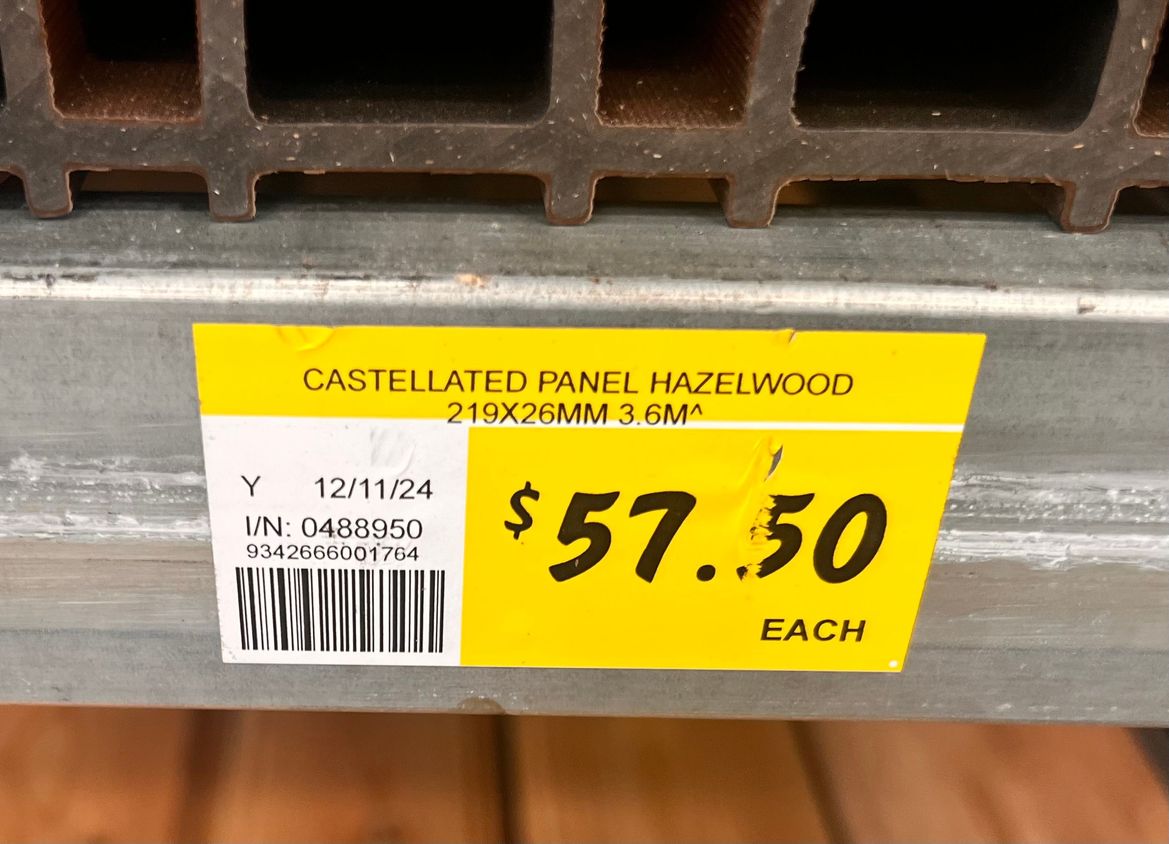 CASTELLATED PANEL HAZELWOOD
219X26MM 3.6M^
Y 12/11/24
I/N: 0488950
9342666001764
$57.50
EACH